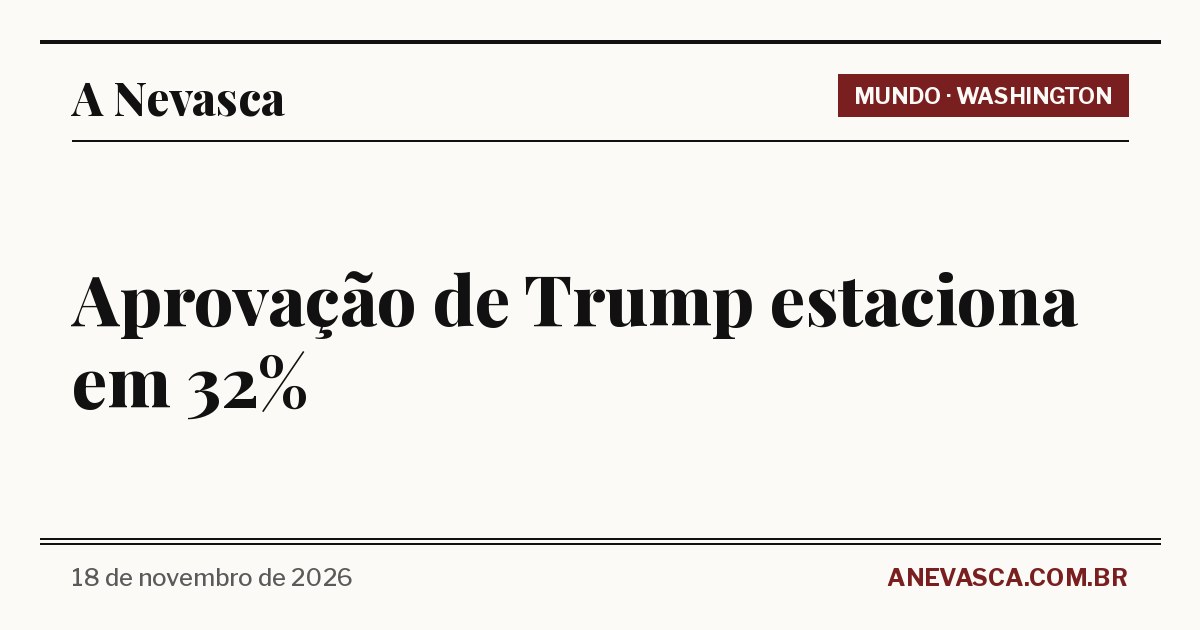 A Nevasca
MUNDO · WASHINGTON
Aprovação de Trump estaciona
em 32%
18 de novembro de 2026
ANEVASCA.COM.BR